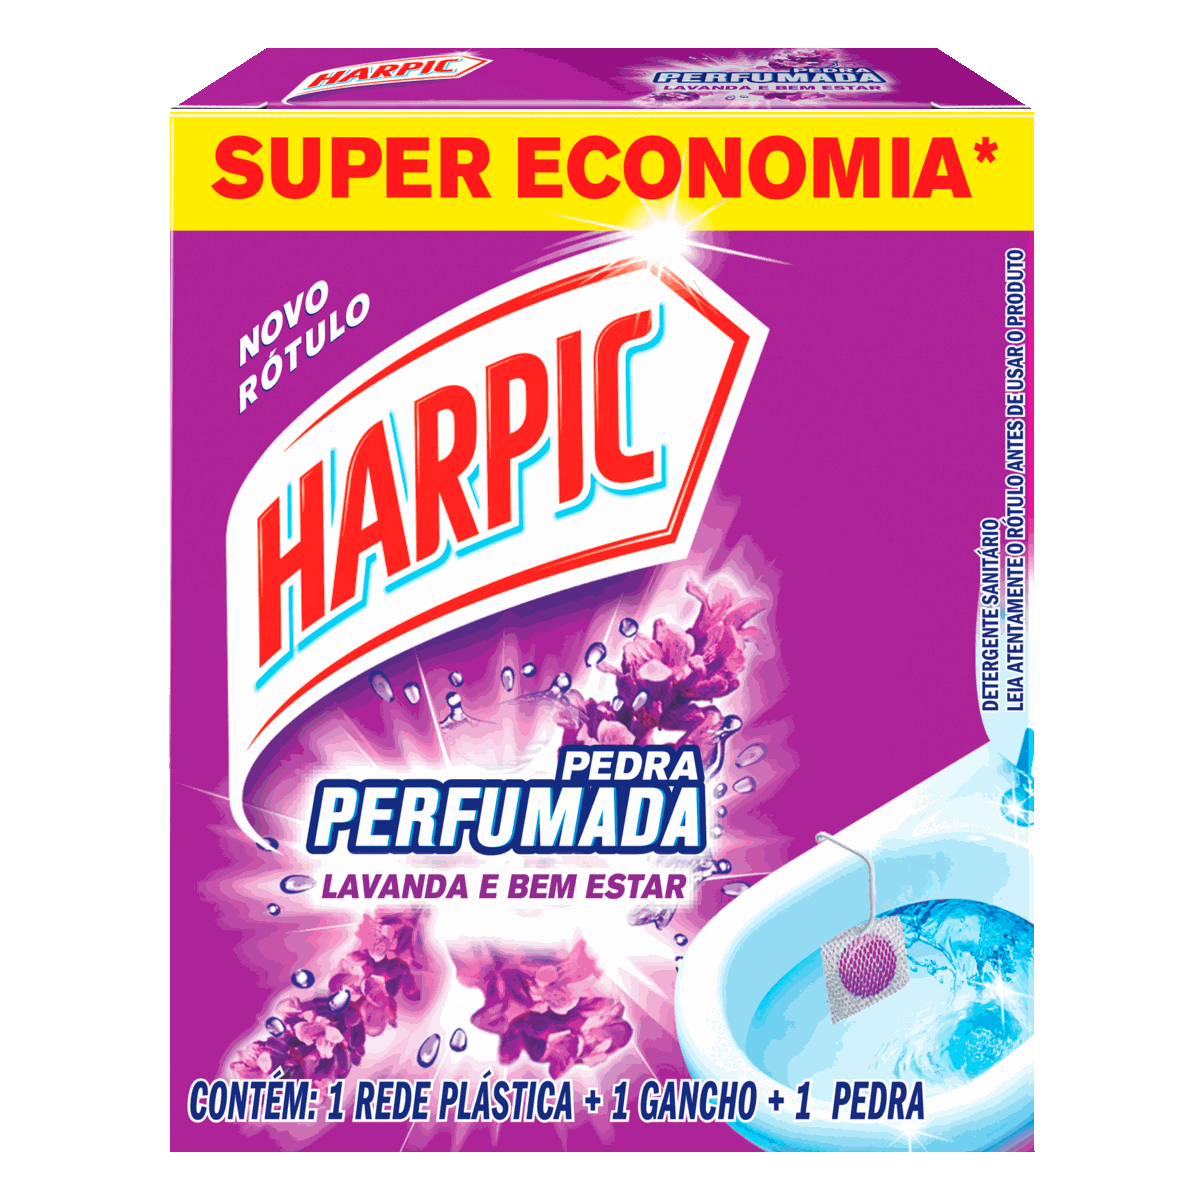 HARPIC
PEDRA
PERFUMADA
LAVANDA E BEM ESTAR
SUPER ECONOMIA*
NOVO
RÓTULO
HARPIC
PEDRA
PERFUMADA
LAVANDA E BEM ESTAR
DETERGENTE SANITÁRIO
LEIA ATENTAMENTE O RÓTULO ANTES DE USAR O PRODUTO
CONTÉM: 1 REDE PLÁSTICA + 1 GANCHO + 1 PEDRA